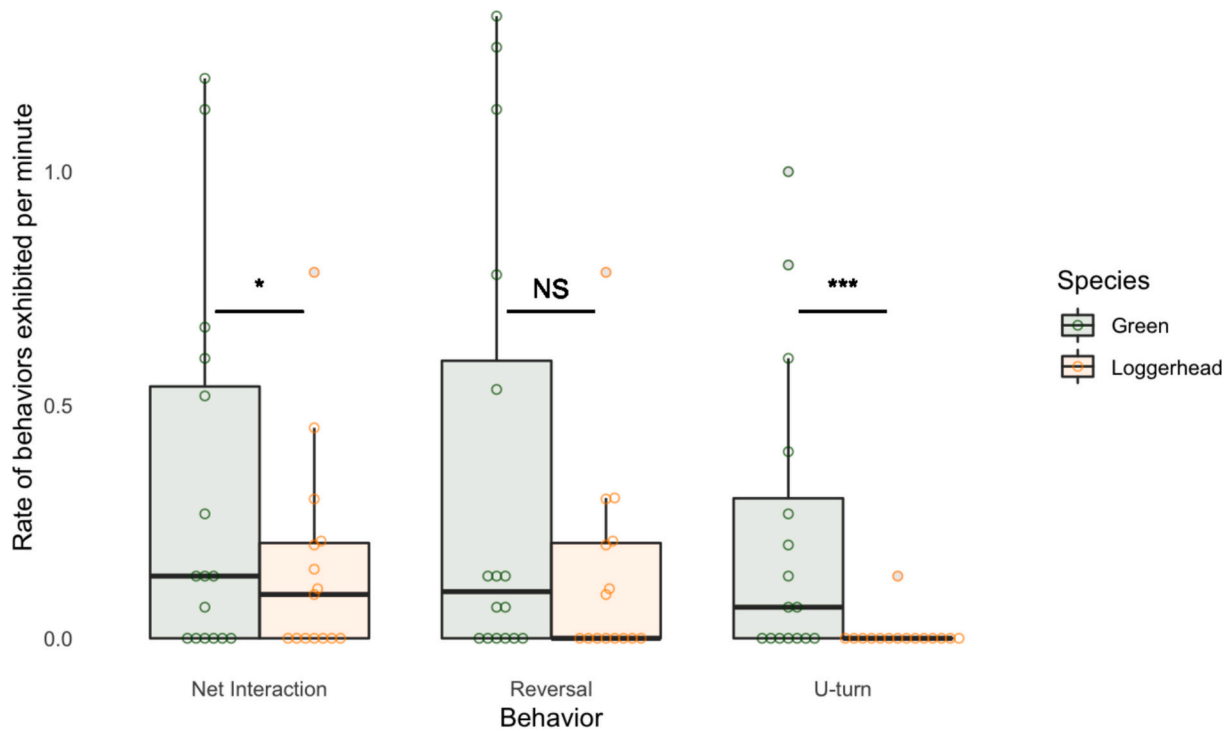 Rate of behaviors exhibited per minute
1.0
0.5
0.0
*
NS
***
Net Interaction
Reversal
U-turn
Behavior
Species
Green
Loggerhead